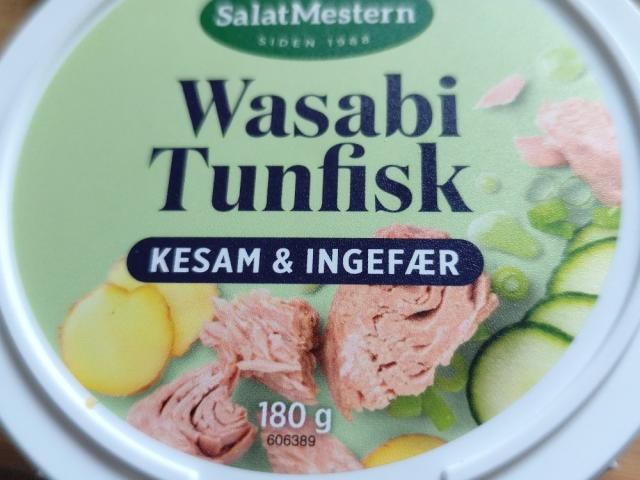 SalatMestern
SIDEN 1988
Wasabi
Tunfisk
KESAM & INGEFÆR
180 g
606389